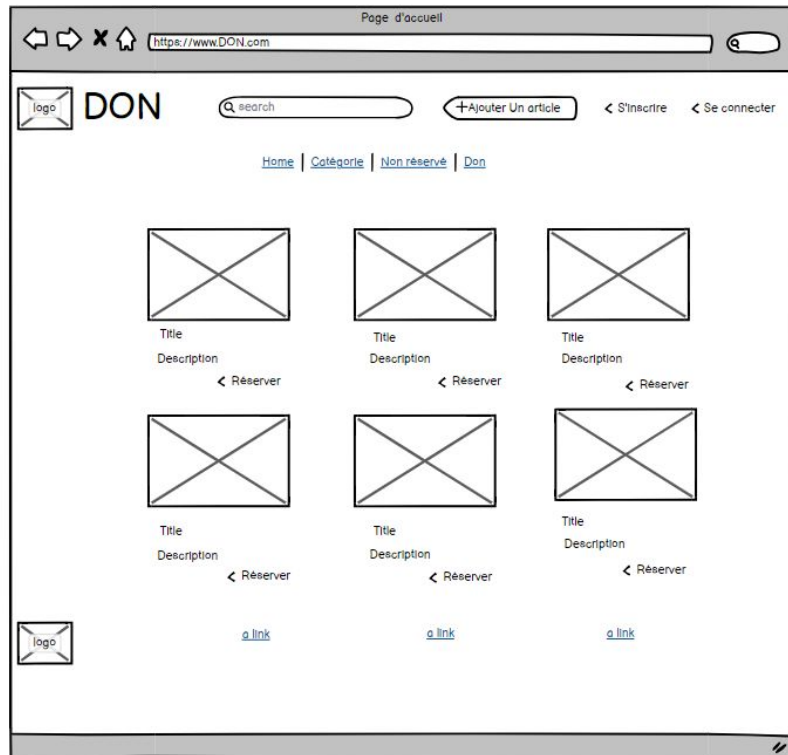 Page d'accueil
https://www.DON.com
logo DON search +Ajouter Un article < S'inscrire < Se connecter
Home | Catégorie | Non réservé | Don
Title Title Title
Description Description Description
< Réserver < Réserver < Réserver
Title Title Title
Description Description Description
< Réserver < Réserver < Réserver
logo a link a link a link